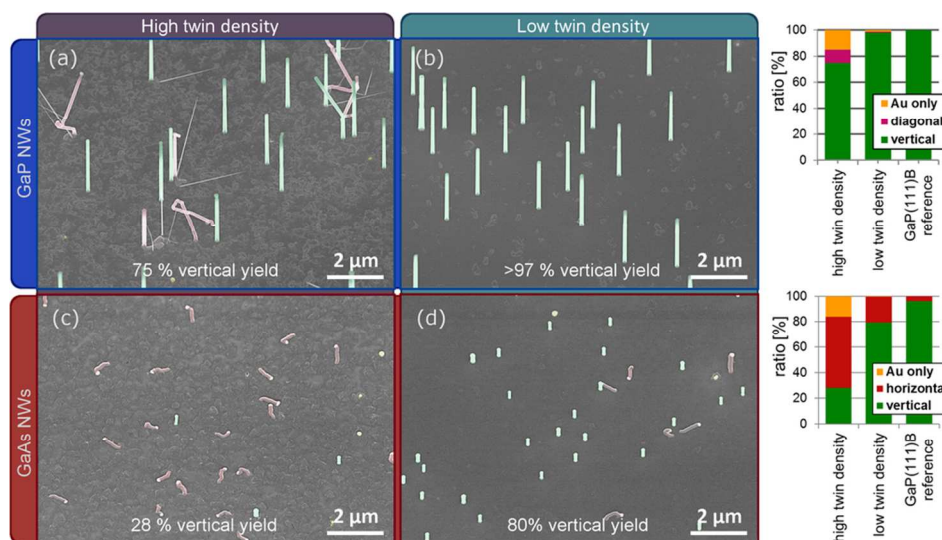 High twin density
Low twin density
GaP NWs
(a)
75 % vertical yield
2 µm
(b)
>97 % vertical yield
2 µm
GaAs NWs
(c)
28 % vertical yield
2 µm
(d)
80% vertical yield
2 µm
ratio [%]
100
80
60
40
20
0
Au only
diagonal
vertical
high twin density
low twin density
GaP(111)B
reference
ratio [%]
100
80
60
40
20
0
Au only
horizonta
vertical
high twin density
low twin density
GaP(111)B
reference